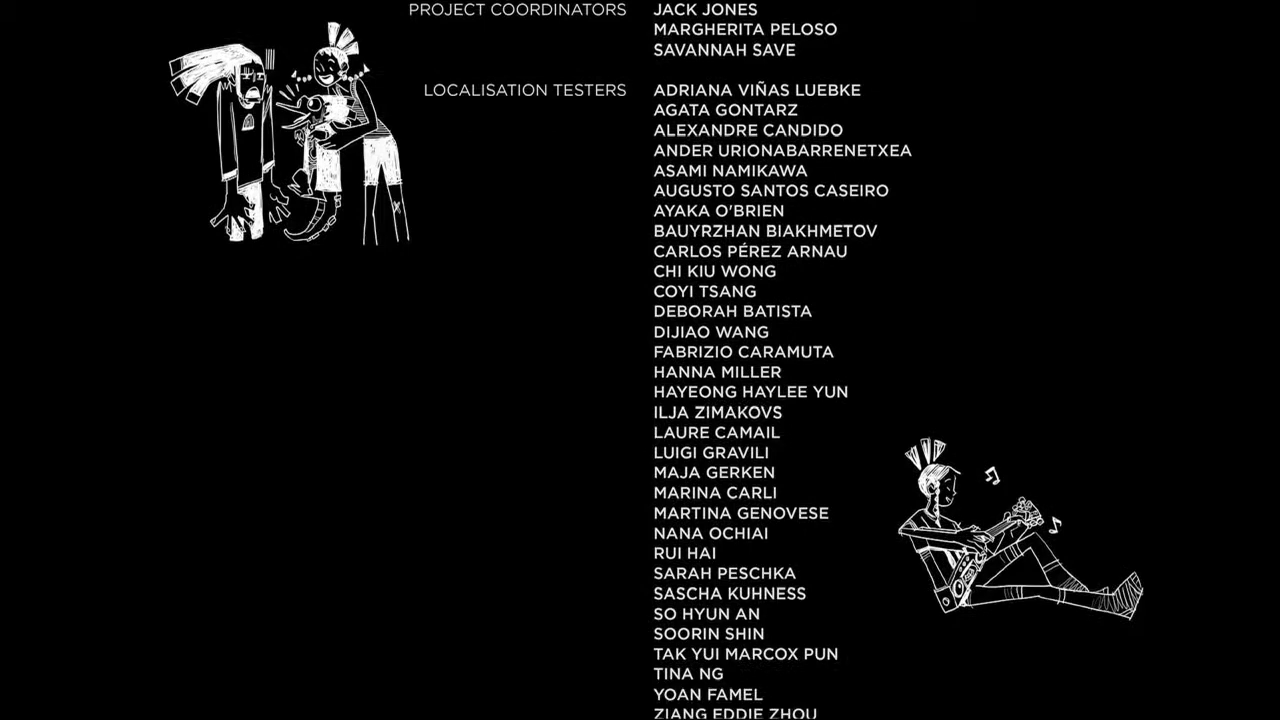 PROJECT COORDINATORS JACK JONES
MARGHERITA PELOSO
SAVANNAH SAVE
LOCALISATION TESTERS ADRIANA VIÑAS LUEBKE
AGATA GONTARZ
ALEXANDRE CANDIDO
ANDER URIONABARRENETXEA
ASAMI NAMIKAWA
AUGUSTO SANTOS CASEIRO
AYAKA O'BRIEN
BAUYRZHAN BIAKHMETOV
CARLOS PÉREZ ARNAU
CHI KIU WONG
COYI TSANG
DEBORAH BATISTA
DIJIAO WANG
FABRIZIO CARAMUTA
HANNA MILLER
HAYEONG HAYLEE YUN
ILJA ZIMAKOVS
LAURE CAMAIL
LUIGI GRAVILI
MAJA GERKEN
MARINA CARLI
MARTINA GENOVESE
NANA OCHIAI
RUI HAI
SARAH PESCHKA
SASCHA KUHNESS
SO HYUN AN
SOORIN SHIN
TAK YUI MARCOX PUN
TINA NG
YOAN FAMEL
ZIANG EDDIE ZHOU